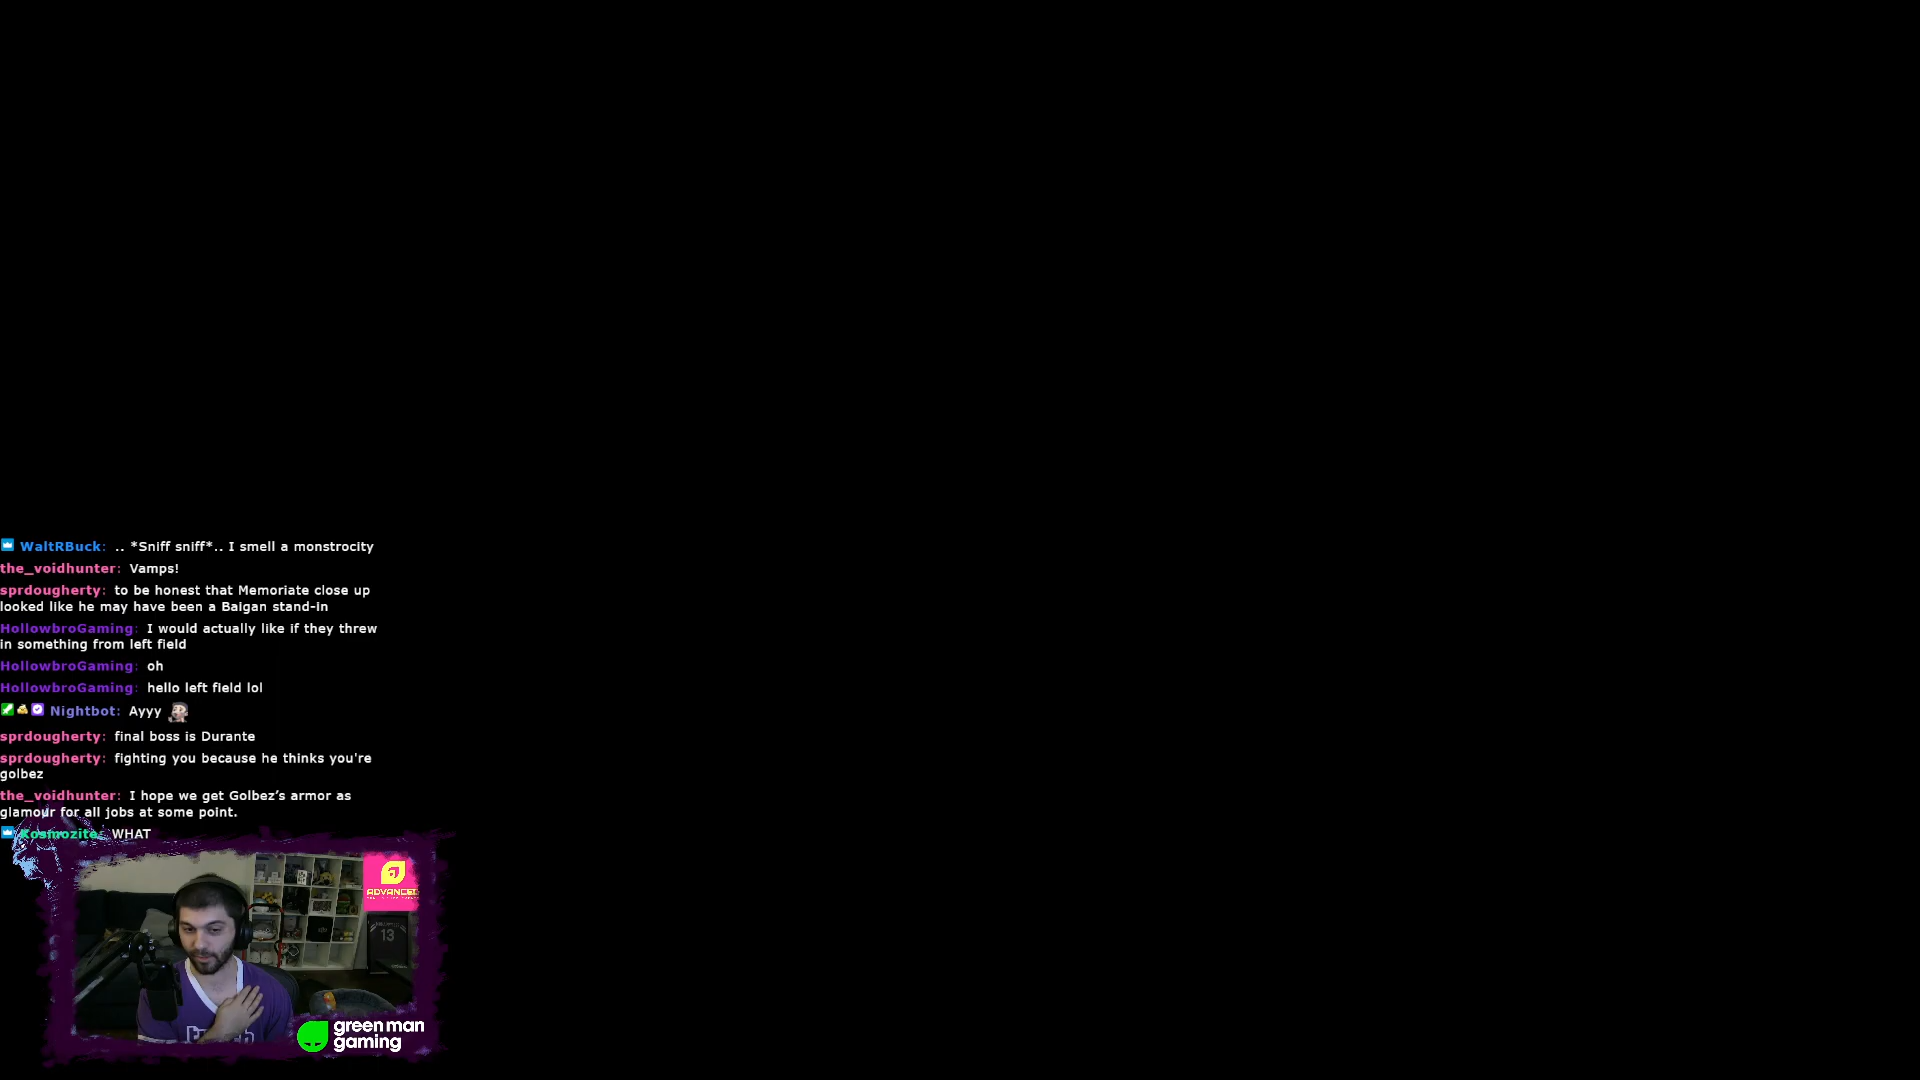 WaltRBuck: .. *Sniff sniff*.. I smell a monstrocity
the_voidhunter: Vamps!
sprdougherty: to be honest that Memoriate close up
looked like he may have been a Baigan stand-in
HollowbroGaming: I would actually like if they threw
in something from left field
HollowbroGaming: oh
HollowbroGaming: hello left field lol
Nightbot: Ayyy
sprdougherty: final boss is Durante
sprdougherty: fighting you because he thinks you're
golbez
the_voidhunter: I hope we get Golbez’s armor as
glamour for all jobs at some point.
Kosmozite: WHAT
ADVANCED
13
green man
gaming